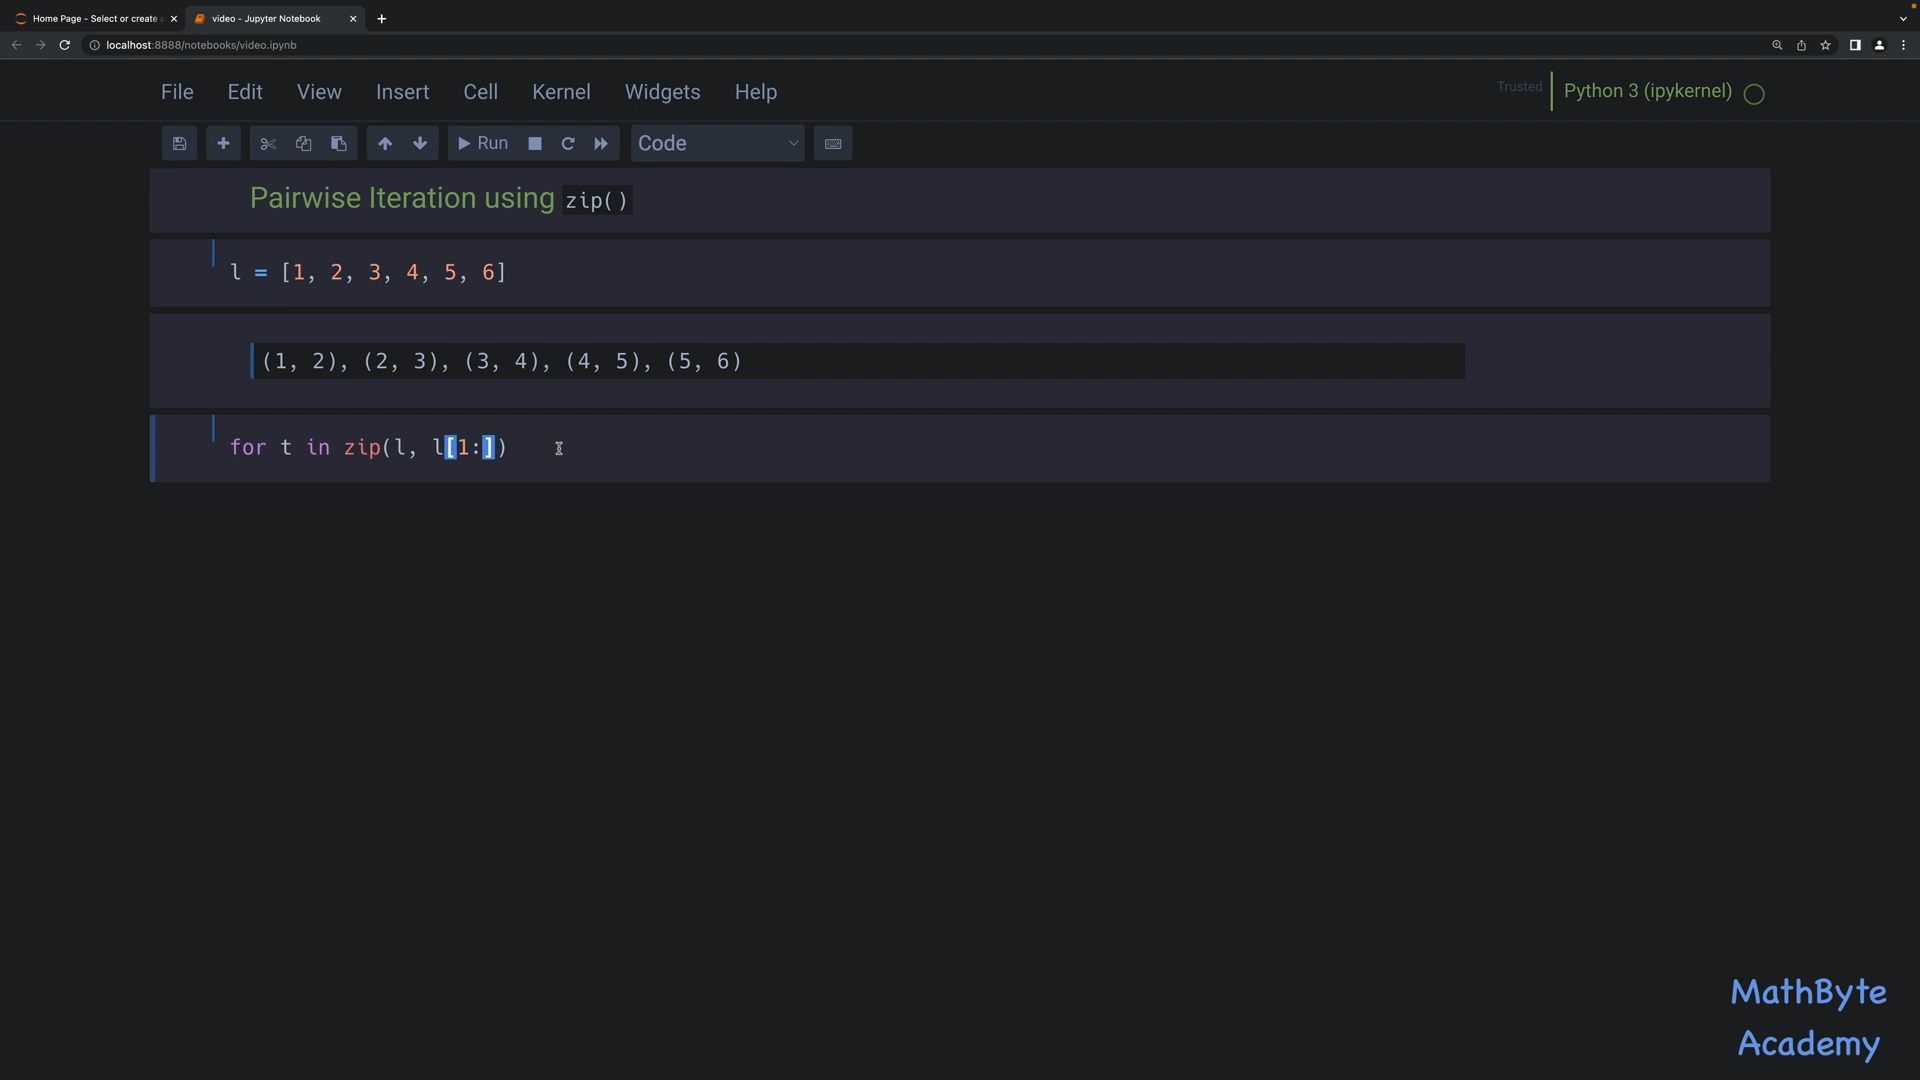 Home Page - Select or create a
video - Jupyter Notebook
localhost:8888/notebooks/video.ipynb
File Edit View Insert Cell Kernel Widgets Help
Trusted
Python 3 (ipykernel)
Run
Code
Pairwise Iteration using zip()
l = [1, 2, 3, 4, 5, 6]
(1, 2), (2, 3), (3, 4), (4, 5), (5, 6)
for t in zip(l, l[1:])
MathByte
Academy